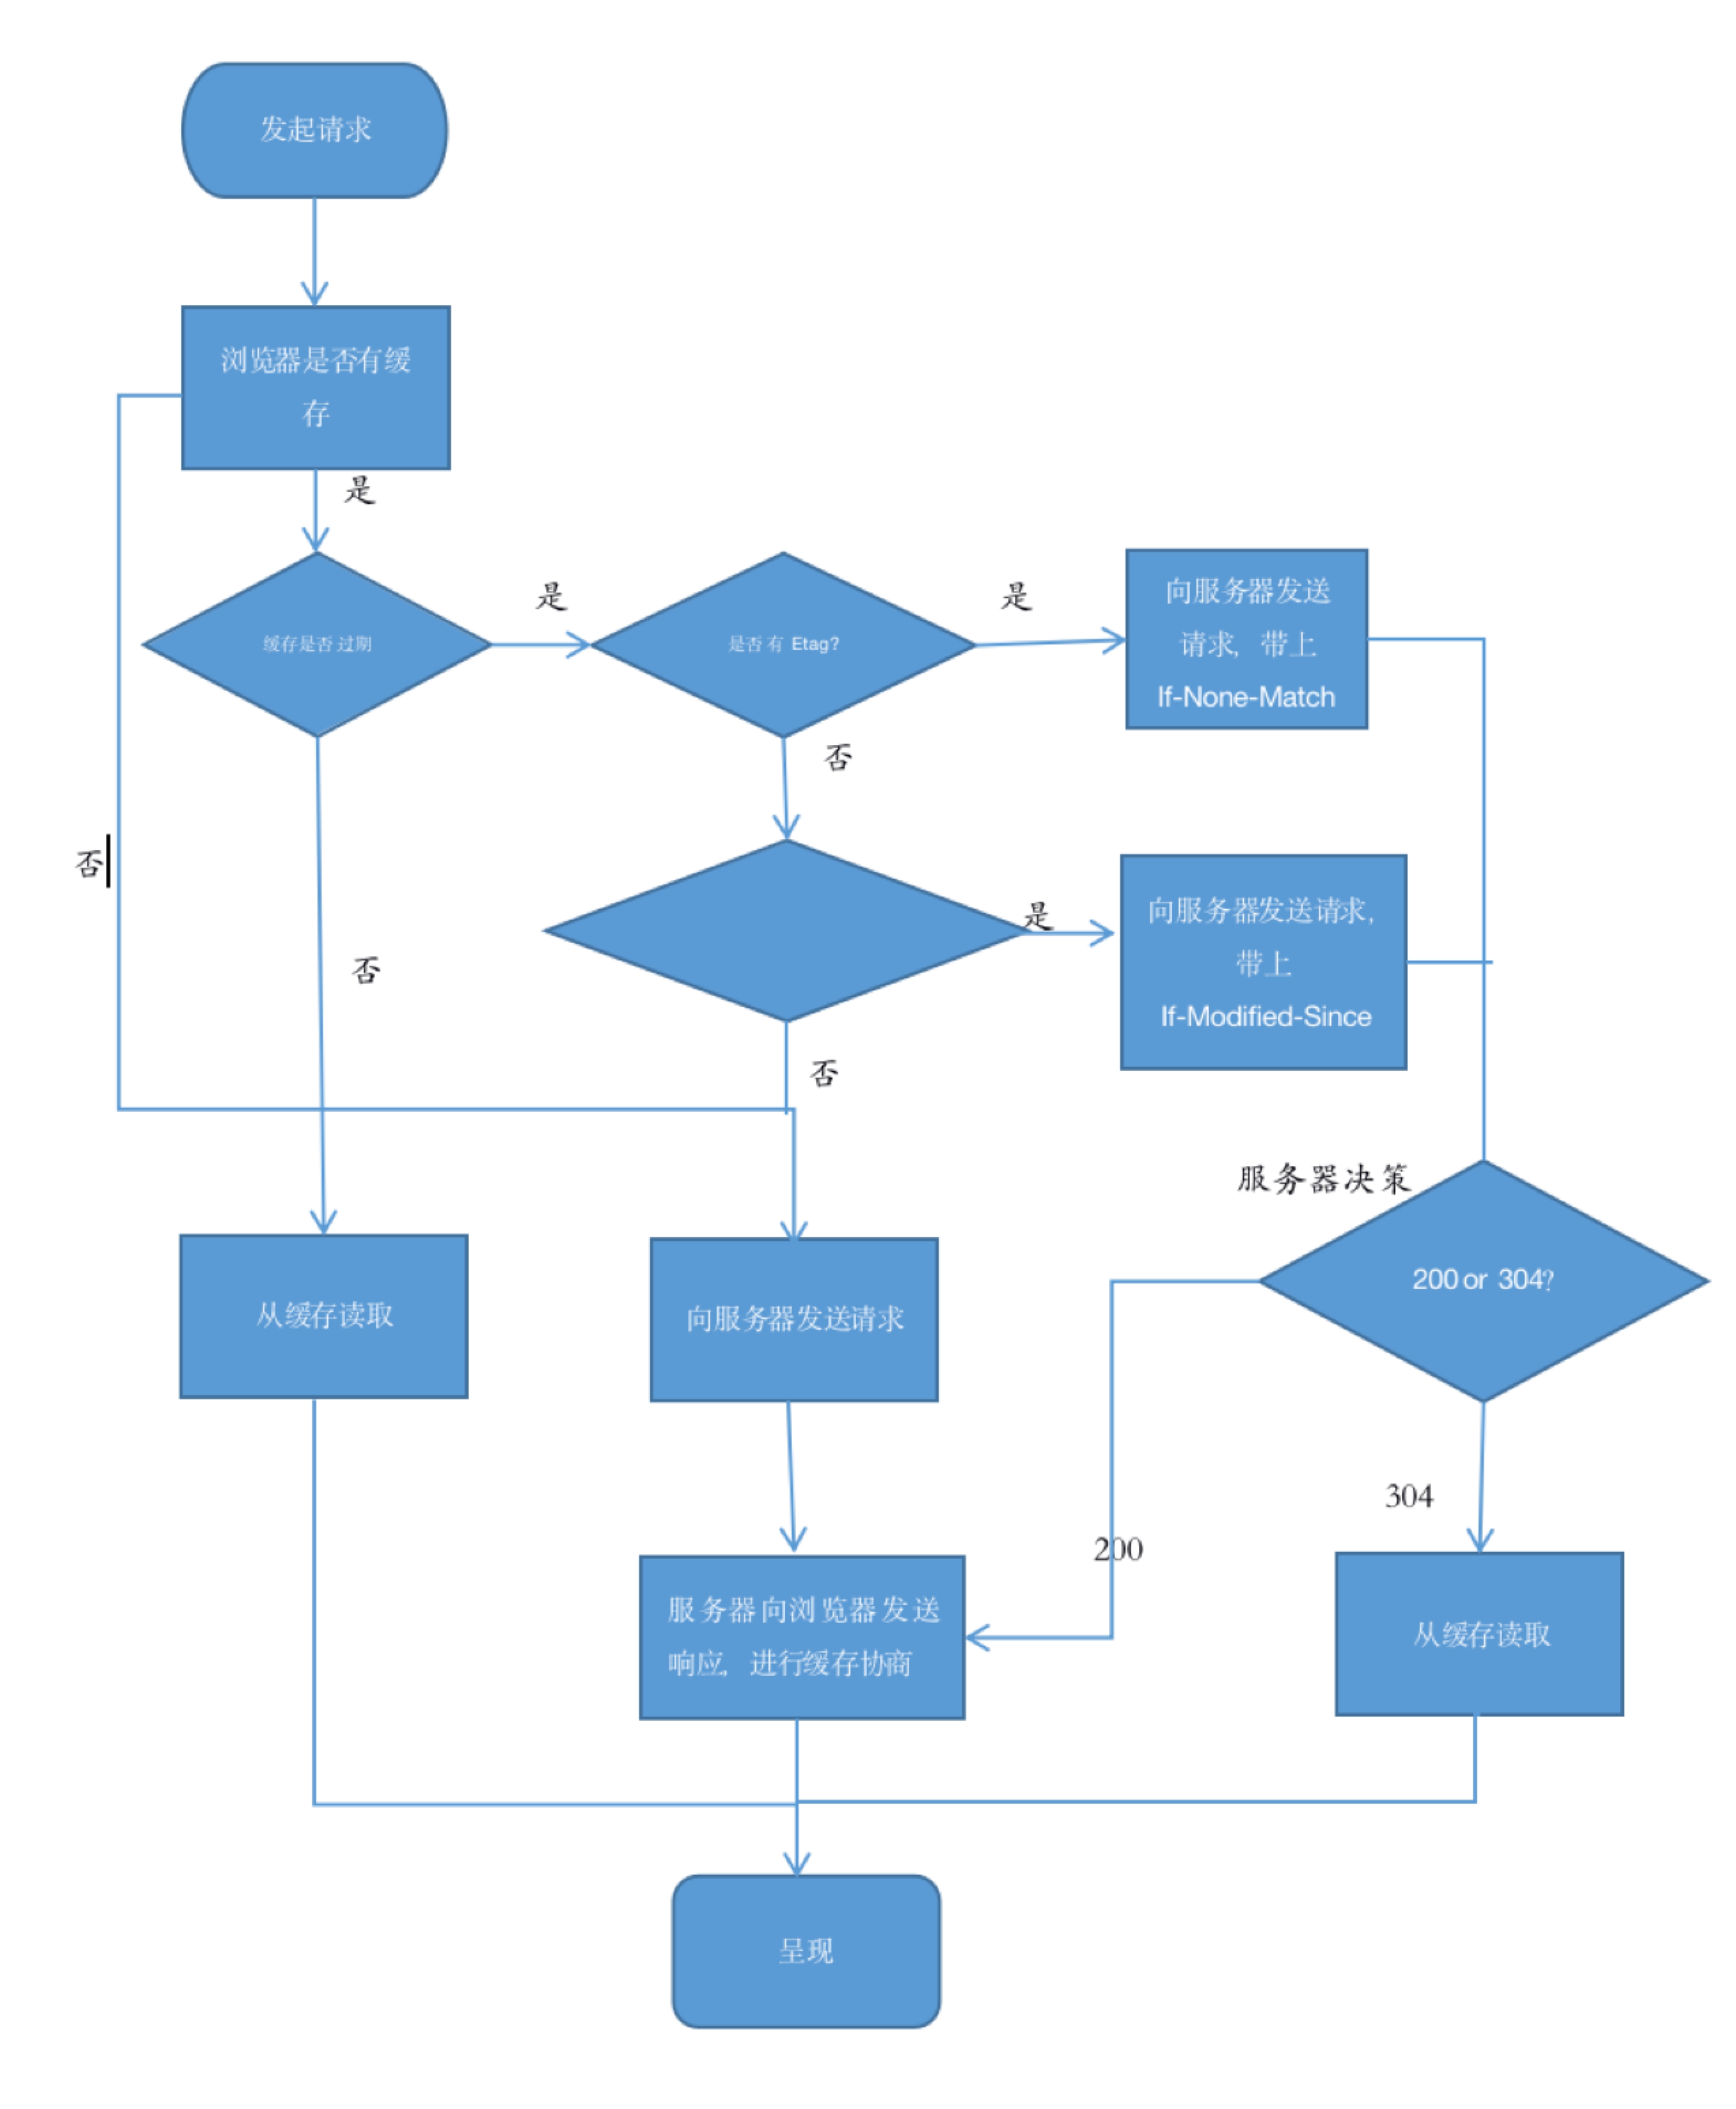 发起请求
浏览器是否有缓
存
是
缓存是否过期
是
是否有 Etag?
是
向服务器发送
请求，带上
If-None-Match
否
否
是
向服务器发送请求，
带上
If-Modified-Since
否
否
服务器决策
200 or 304?
从缓存读取
向服务器发送请求
304
200
服务器向浏览器发送
响应，进行缓存协商
从缓存读取
呈现